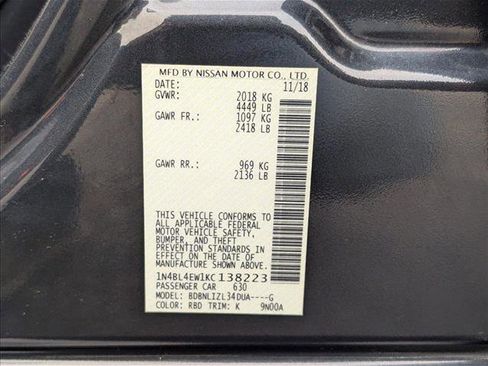 MFD BY NISSAN MOTOR CO., LTD.
DATE: 11/18
GVWR: 2018 KG
4449 LB
GAWR FR.: 1097 KG
2418 LB
GAWR RR.: 969 KG
2136 LB
THIS VEHICLE CONFORMS TO
ALL APPLICABLE FEDERAL
MOTOR VEHICLE SAFETY,
BUMPER, AND THEFT
PREVENTION STANDARDS IN
EFFECT ON THE DATE OF
MANUFACTURE SHOWN ABOVE.
1N4BL4EW1KC138223
PASSENGER CAR 630
MODEL: BDBNLIZL34DUA----G
COLOR: RBD TRIM: K 9N00A